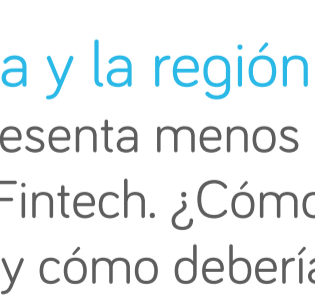 a y la región
esenta menos
Fintech. ¿Cómo
y cómo debería